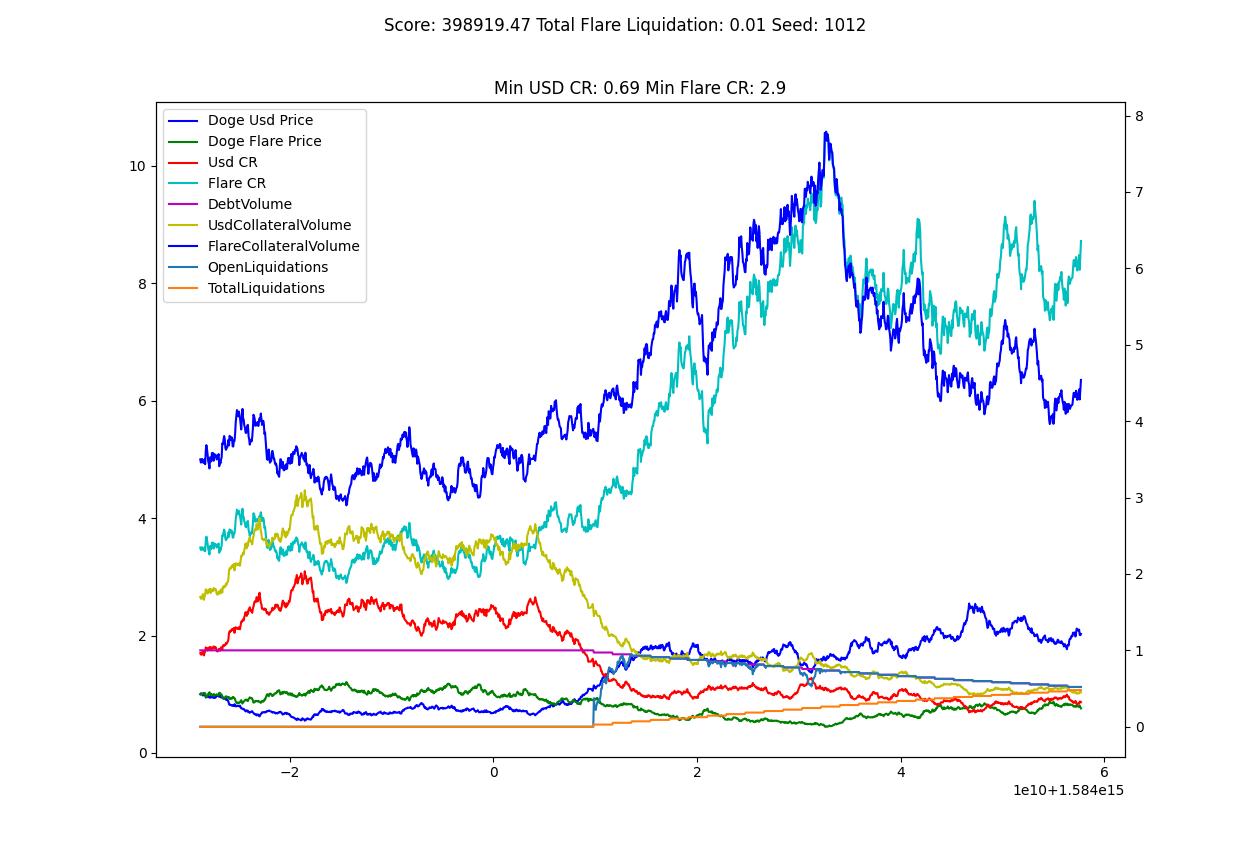 Score: 398919.47 Total Flare Liquidation: 0.01 Seed: 1012
Min USD CR: 0.69 Min Flare CR: 2.9
Doge Usd Price
Doge Flare Price
Usd CR
Flare CR
DebtVolume
UsdCollateralVolume
FlareCollateralVolume
OpenLiquidations
TotalLiquidations
10
8
6
4
2
0
8
7
6
5
4
3
2
1
0
−2
0
2
4
6
1e10+1.584e15